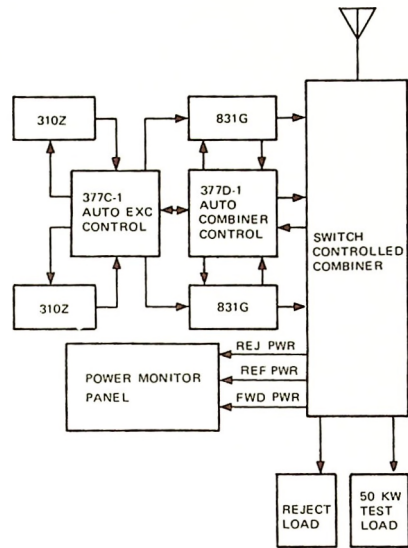 310Z
831G
377C-1
AUTO EXC
CONTROL
377D-1
AUTO
COMBINER
CONTROL
SWITCH
CONTROLLED
COMBINER
310Z
831G
POWER MONITOR
PANEL
REJ PWR
REF PWR
FWD PWR
REJECT
LOAD
50 KW
TEST
LOAD